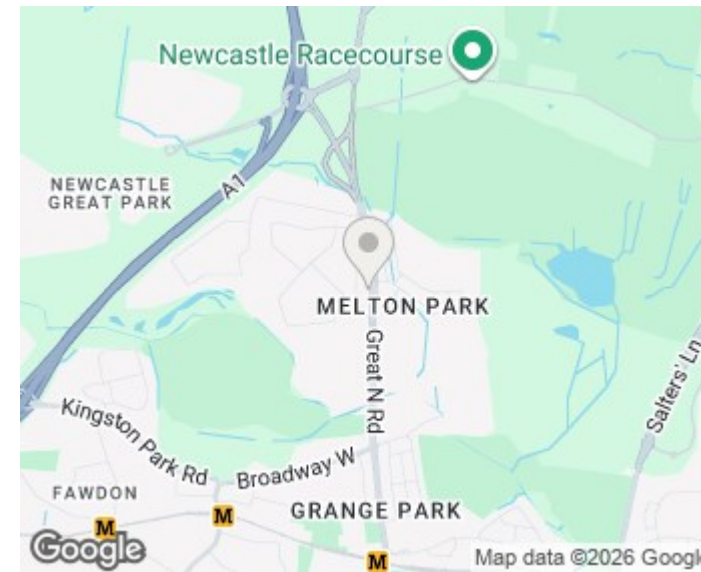 Newcastle Racecourse
NEWCASTLE
GREAT PARK
A1
MELTON PARK
Great N Rd
Salters' Ln
Kingston Park Rd
Broadway W
FAWDON
GRANGE PARK
M
M
M
Google
Map data ©2026 Googl